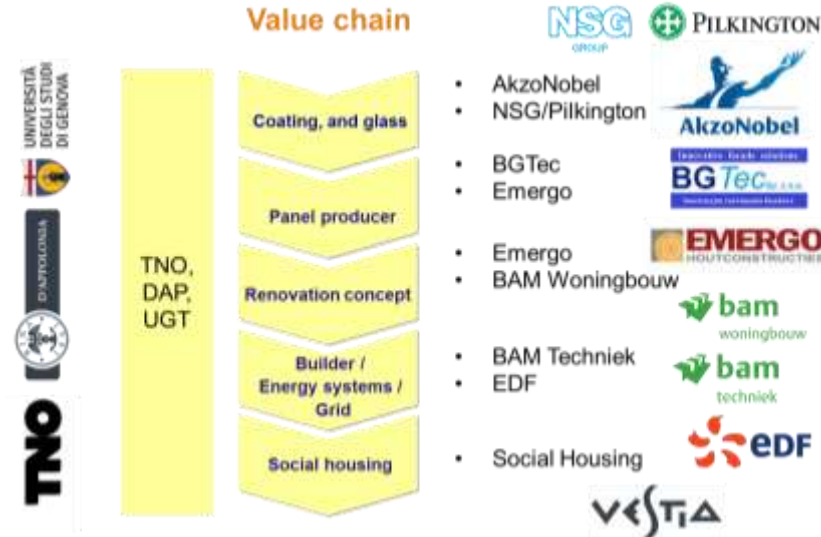 Value chain
NSG
GROUP
PILKINGTON
UNIVERSITÀ
DEGLI STUDI
DI GENOVA
D'APPOLONIA
TNO
TNO,
DAP,
UGT
Coating, and glass
• AkzoNobel
• NSG/Pilkington
AkzoNobel
Panel producer
• BGTec
• Emergo
BGTec
Renovation concept
• Emergo
• BAM Woningbouw
EMERGO
HOUTCONSTRUCTIES
bam
woningbouw
Builder /
Energy systems /
Grid
• BAM Techniek
• EDF
bam
techniek
eDF
Social housing
• Social Housing
VESTIA